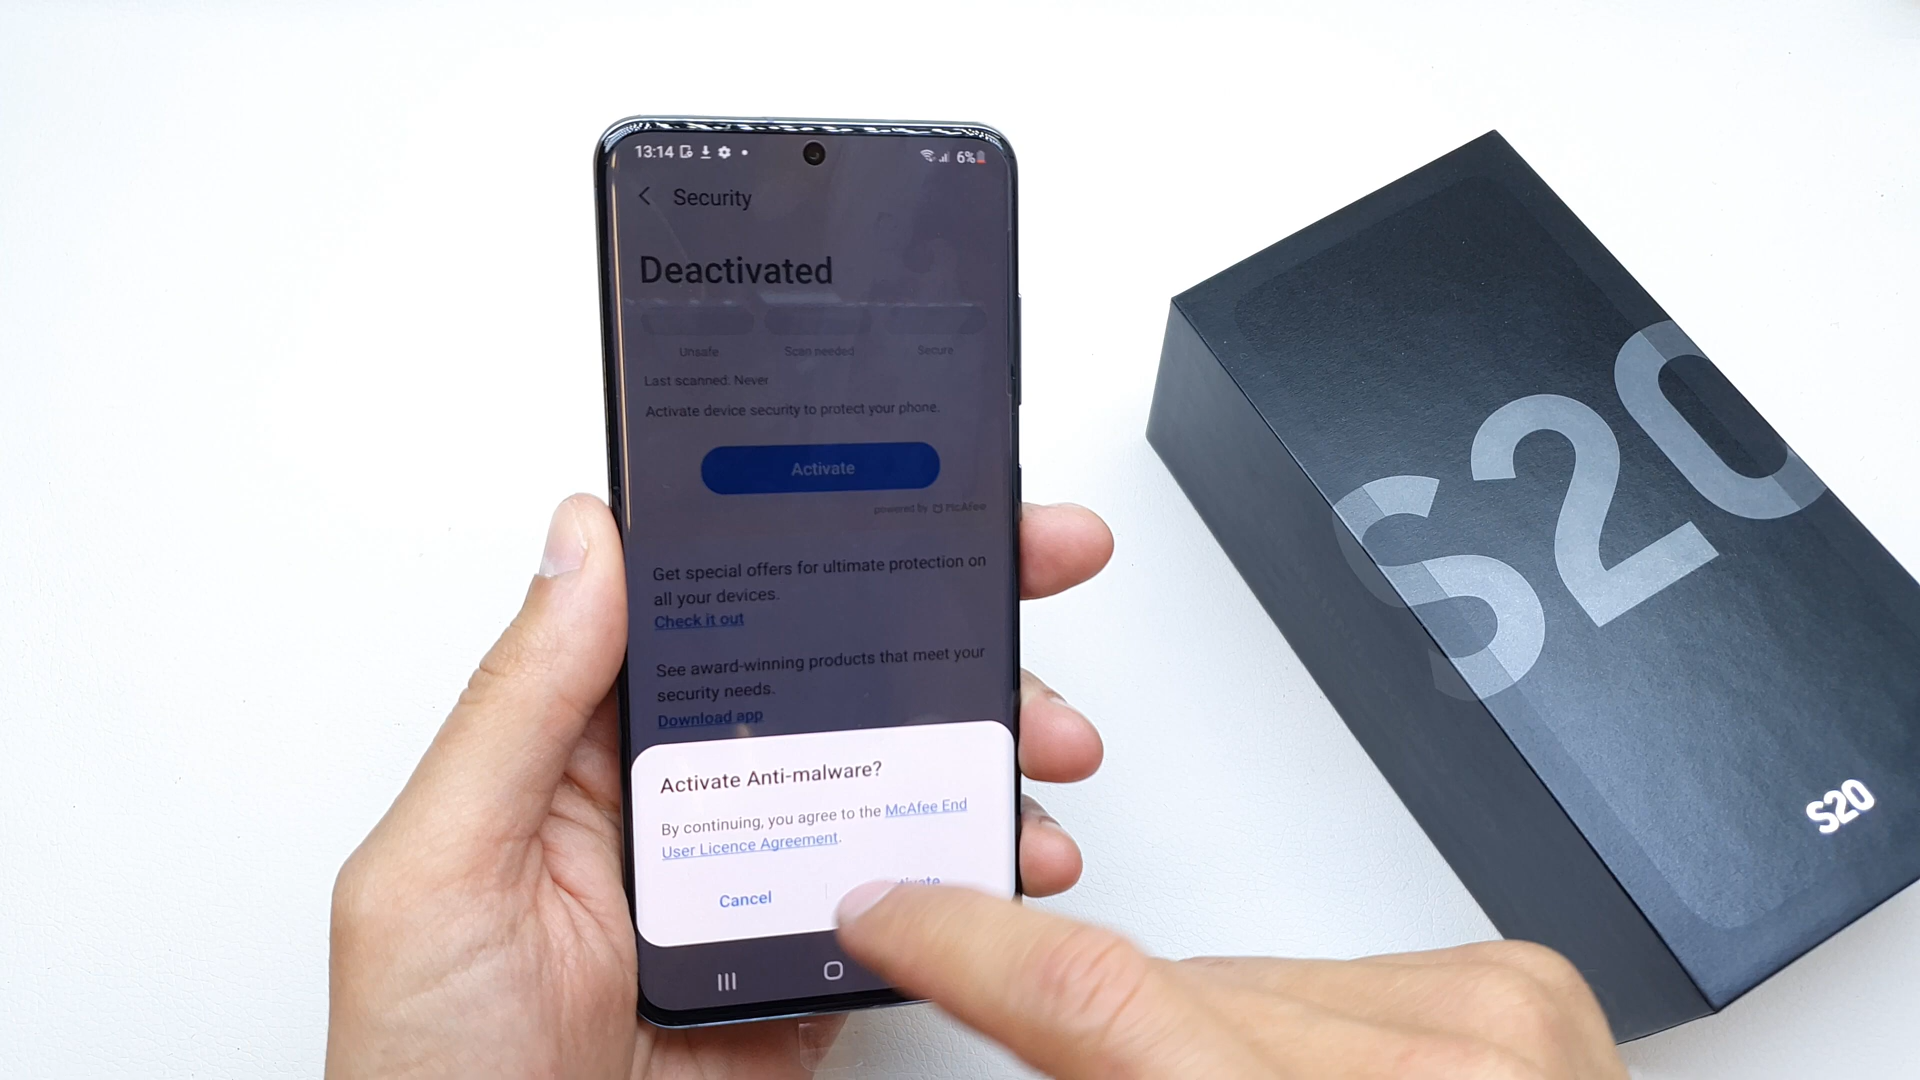 13:14
6%
Security
Deactivated
Unsafe
Scan needed
Secure
Last scanned: Never
Activate device security to protect your phone.
Activate
powered by McAfee
Get special offers for ultimate protection on
all your devices.
Check it out
See award-winning products that meet your
security needs.
Download app
Activate Anti-malware?
By continuing, you agree to the McAfee End
User Licence Agreement.
Cancel
S20
S20